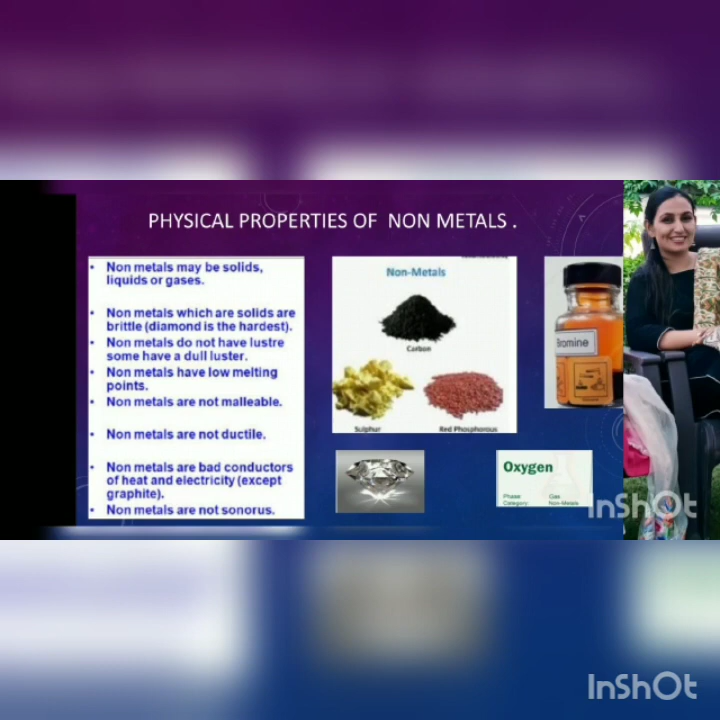 PHYSICAL PROPERTIES OF NON METALS .
• Non metals may be solids,
liquids or gases.
• Non metals which are solids are
brittle (diamond is the hardest).
• Non metals do not have lustre
some have a dull luster.
• Non metals have low melting
points.
• Non metals are not malleable.
• Non metals are not ductile.
• Non metals are bad conductors
of heat and electricity (except
graphite).
• Non metals are not sonorus.
Non-Metals
Carbon
Sulphur
Red Phosphorous
Bromine
Oxygen
Phase: Gas
Category: Non-Metals
InShOt
InShOt